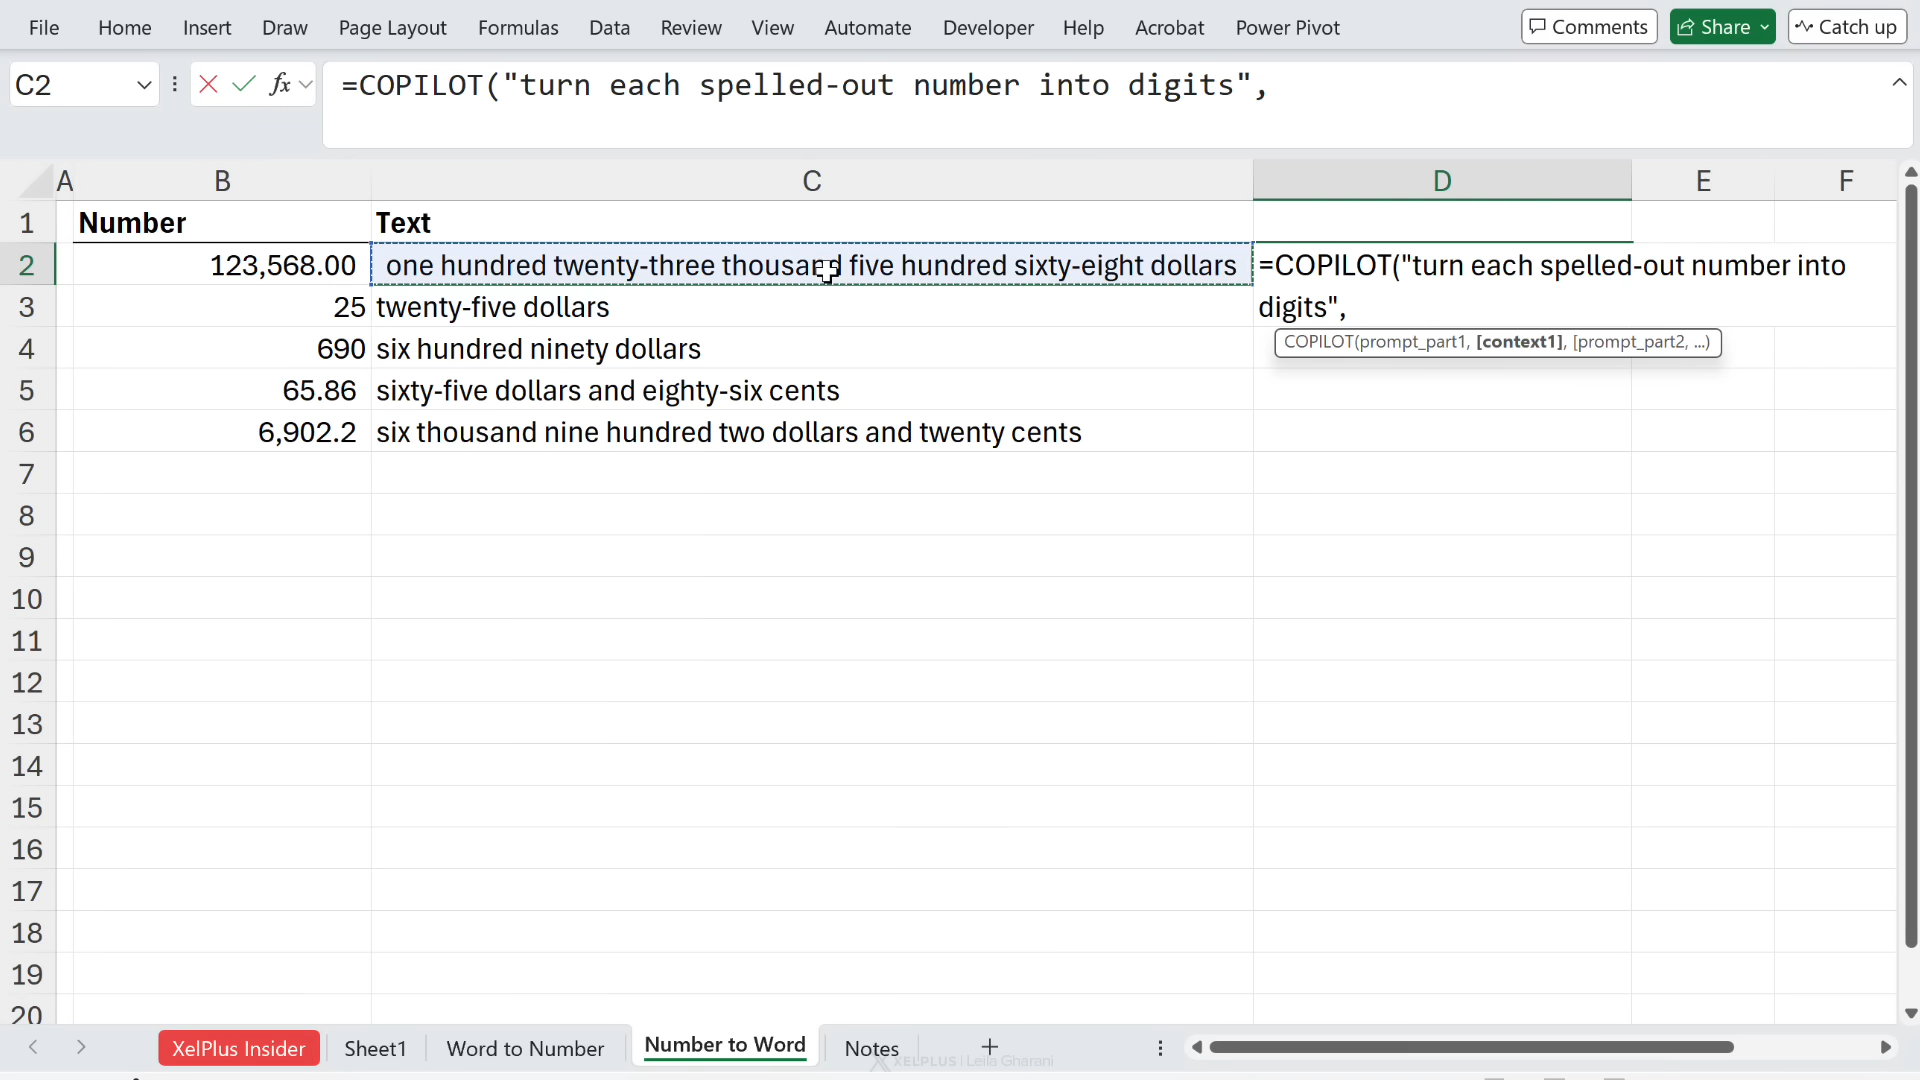 File Home Insert Draw Page Layout Formulas Data Review View Automate Developer Help Acrobat Power Pivot Comments Share Catch up
C2 fx =COPILOT("turn each spelled-out number into digits",
A B C D E F
1 Number Text
2 123,568.00 one hundred twenty-three thousand five hundred sixty-eight dollars =COPILOT("turn each spelled-out number into
3 25 twenty-five dollars digits",
4 690 six hundred ninety dollars COPILOT(prompt_part1, [context1], [prompt_part2, ...)
5 65.86 sixty-five dollars and eighty-six cents
6 6,902.2 six thousand nine hundred two dollars and twenty cents
7
8
9
10
11
12
13
14
15
16
17
18
19
20
XelPlus Insider Sheet1 Word to Number Number to Word Notes
XELPLUS | Leila Gharani